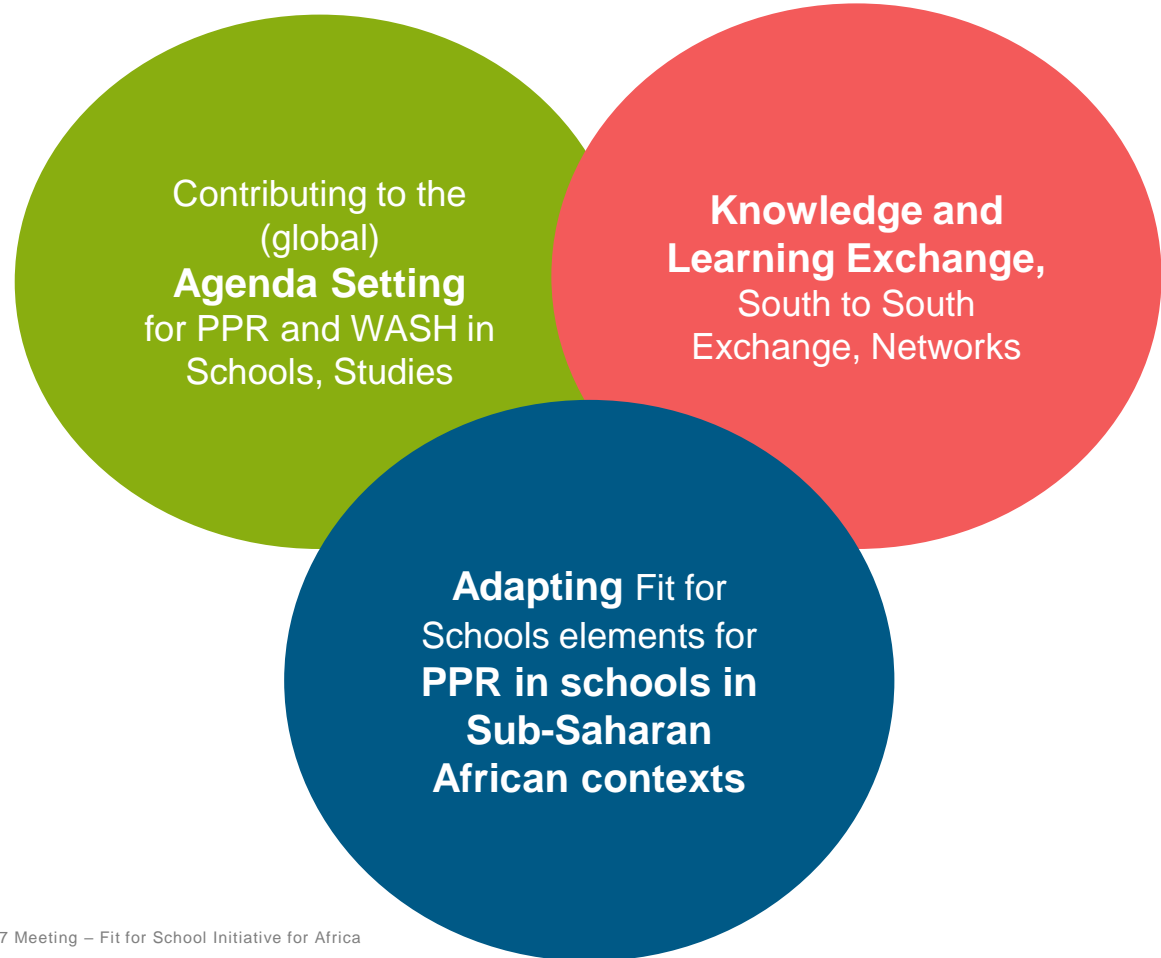 Contributing to the
(global)
Agenda Setting
for PPR and WASH in
Schools, Studies
Knowledge and
Learning Exchange,
South to South
Exchange, Networks
Adapting Fit for
Schools elements for
PPR in schools in
Sub-Saharan
African contexts
7 Meeting – Fit for School Initiative for Africa